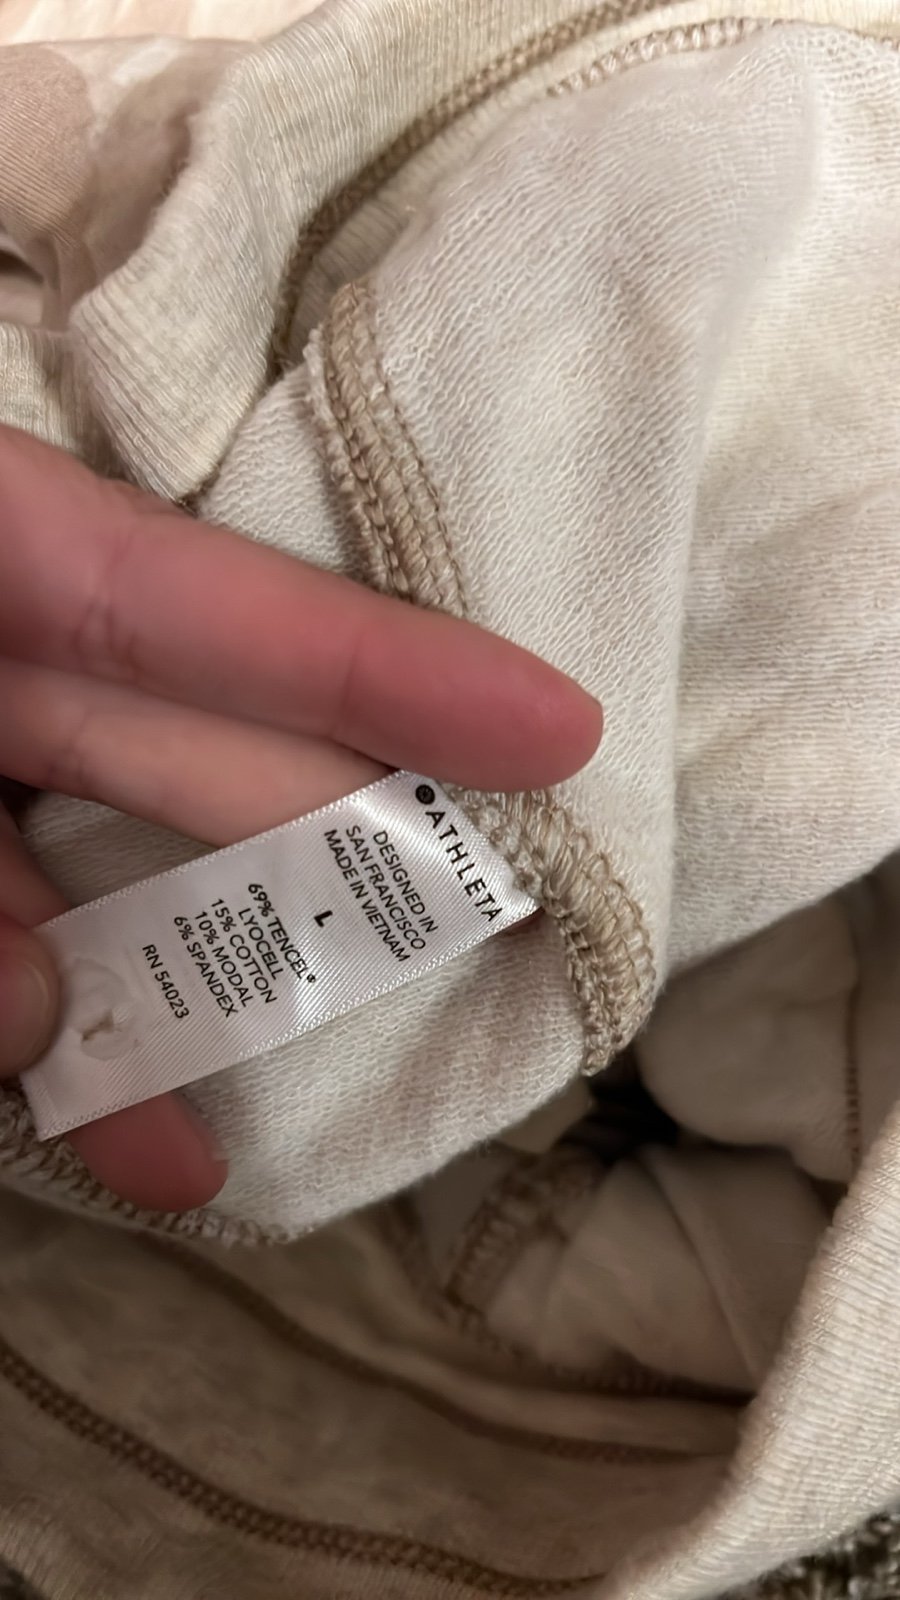 ATHLETA
DESIGNED IN
SAN FRANCISCO
MADE IN VIETNAM
L
69% TENCEL®
LYOCELL
15% COTTON
10% MODAL
6% SPANDEX
RN 54023